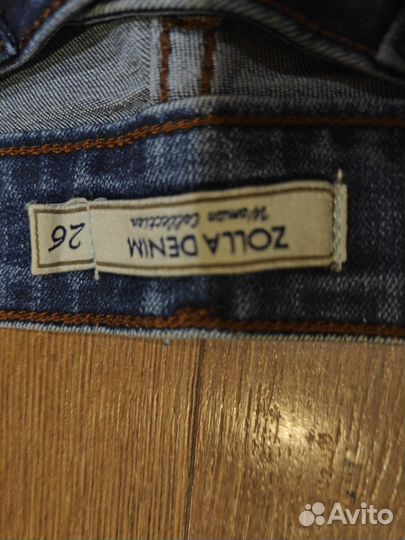 ZOLLA DENIM
Woman Collection
26
Avito